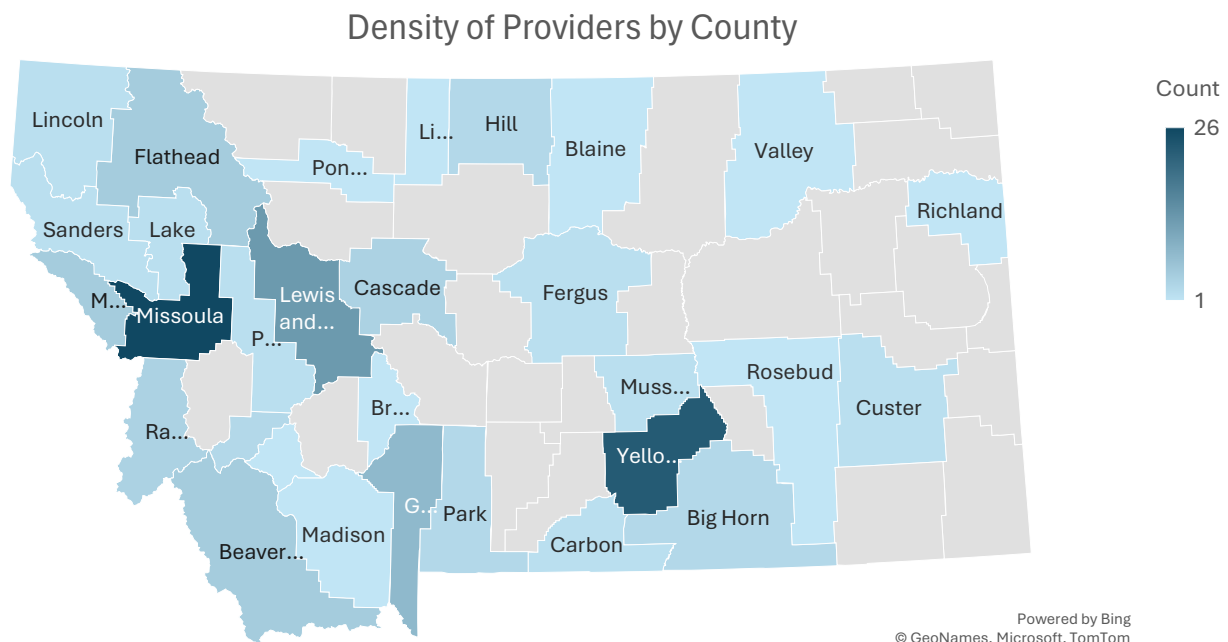 Density of Providers by County
Count
26
1
Lincoln
Flathead
Pon...
Li...
Hill
Blaine
Valley
Richland
Sanders
Lake
M...
Missoula
P...
Lewis
and...
Cascade
Fergus
Muss...
Rosebud
Custer
Ra...
Br...
Yello...
G...
Park
Big Horn
Carbon
Madison
Beaver...
Powered by Bing
© GeoNames, Microsoft, TomTom